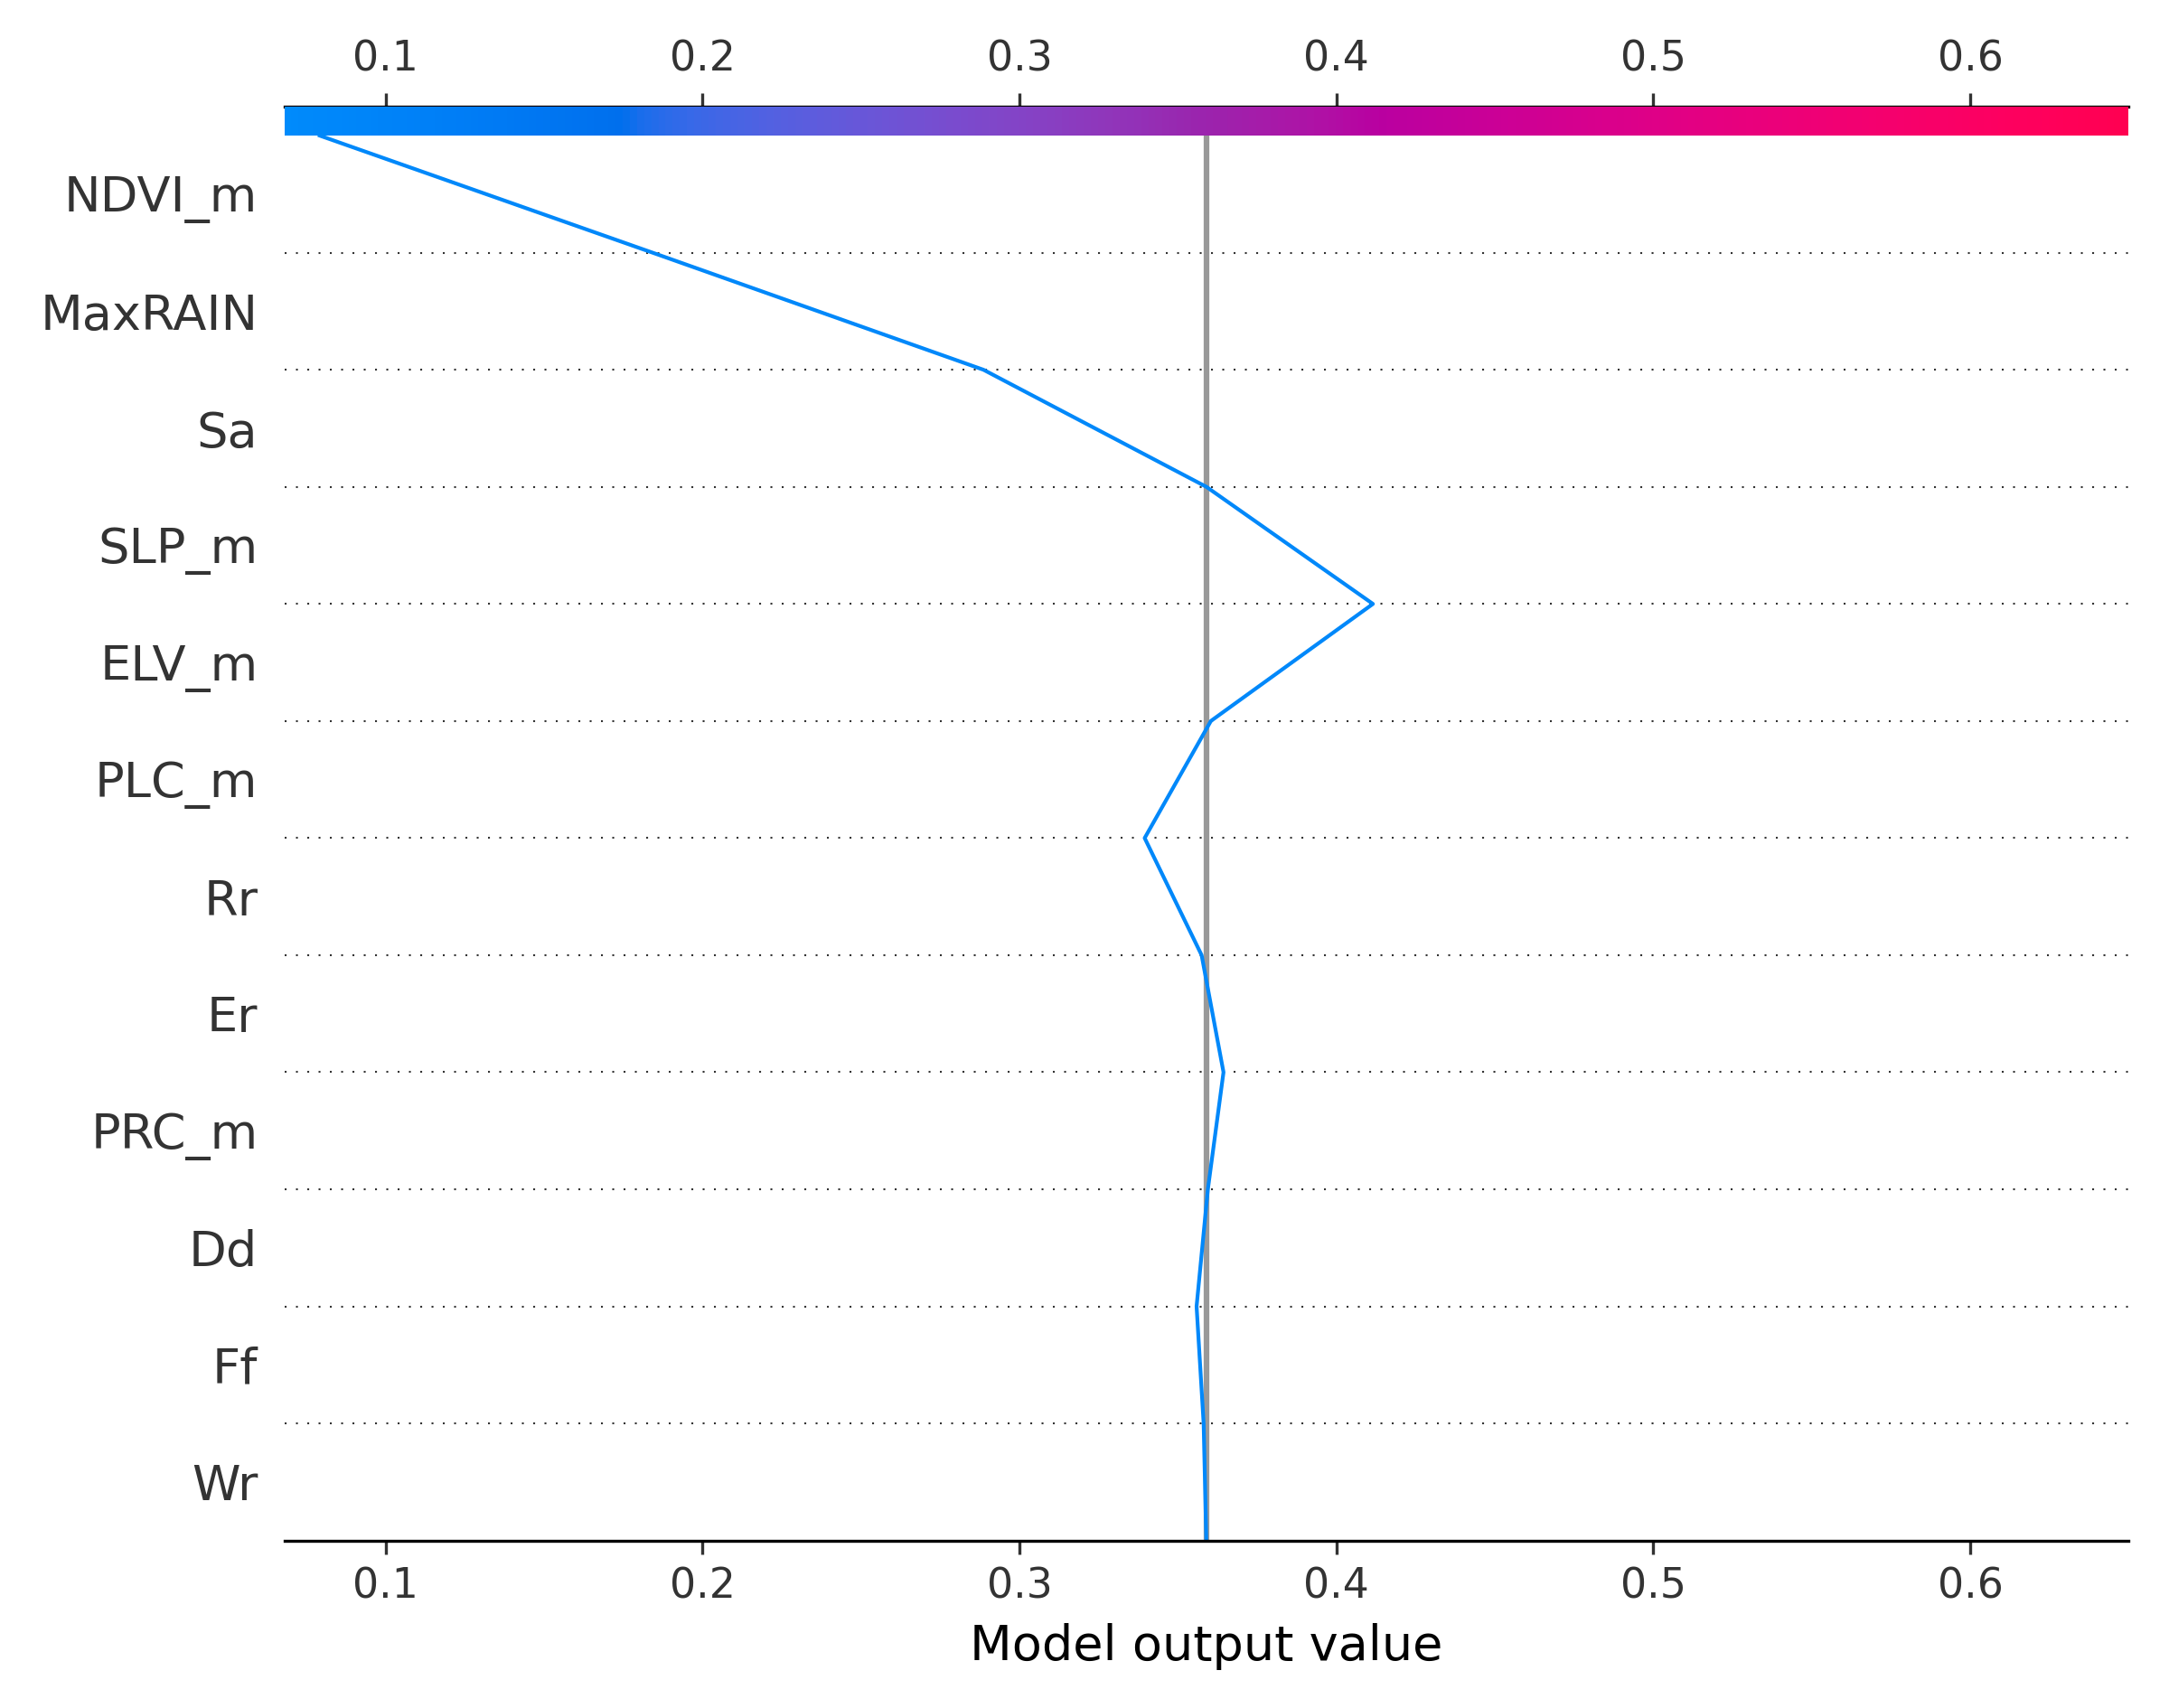 0.1 0.2 0.3 0.4 0.5 0.6
NDVI_m
MaxRAIN
Sa
SLP_m
ELV_m
PLC_m
Rr
Er
PRC_m
Dd
Ff
Wr
0.1 0.2 0.3 0.4 0.5 0.6
Model output value